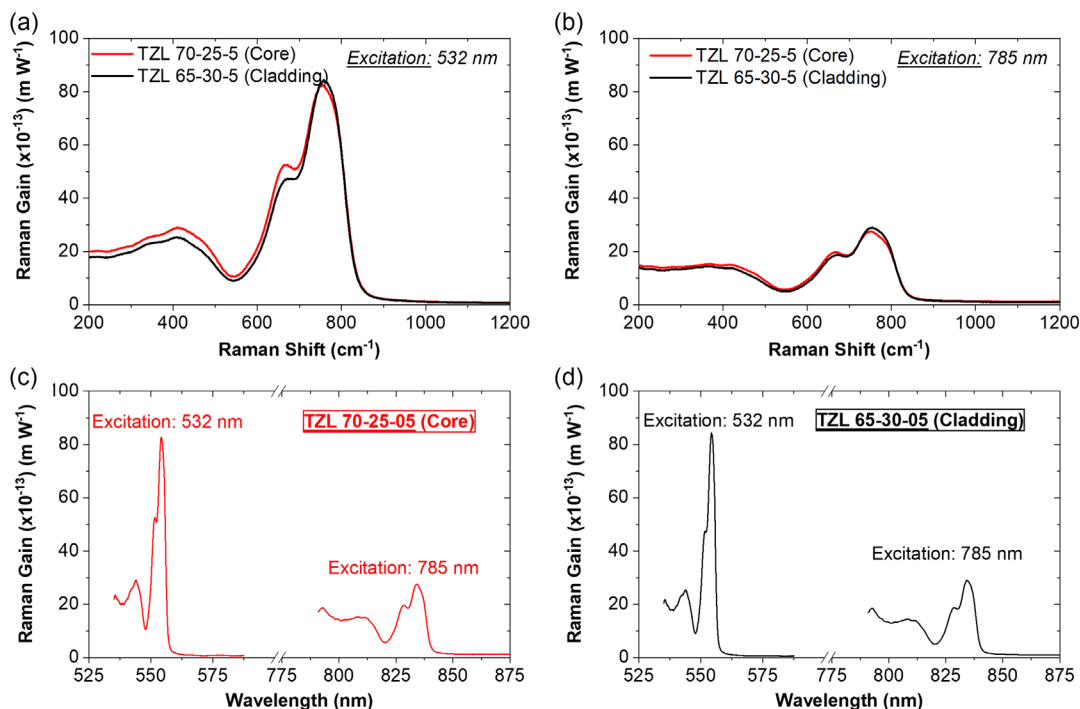 (a)
TZL 70-25-5 (Core)
TZL 65-30-5 (Cladding)
Excitation: 532 nm
Raman Gain (x10⁻¹³) (m W⁻¹)
100
80
60
40
20
0
200 400 600 800 1000 1200
Raman Shift (cm⁻¹)
(b)
TZL 70-25-5 (Core)
TZL 65-30-5 (Cladding)
Excitation: 785 nm
Raman Gain (x10⁻¹³) (m W⁻¹)
100
80
60
40
20
0
200 400 600 800 1000 1200
Raman Shift (cm⁻¹)
(c)
Excitation: 532 nm
TZL 70-25-05 (Core)
Excitation: 785 nm
Raman Gain (x10⁻¹³) (m W⁻¹)
100
80
60
40
20
0
525 550 575 775 800 825 850 875
Wavelength (nm)
(d)
Excitation: 532 nm
TZL 65-30-05 (Cladding)
Excitation: 785 nm
Raman Gain (x10⁻¹³) (m W⁻¹)
100
80
60
40
20
0
525 550 575 775 800 825 850 875
Wavelength (nm)